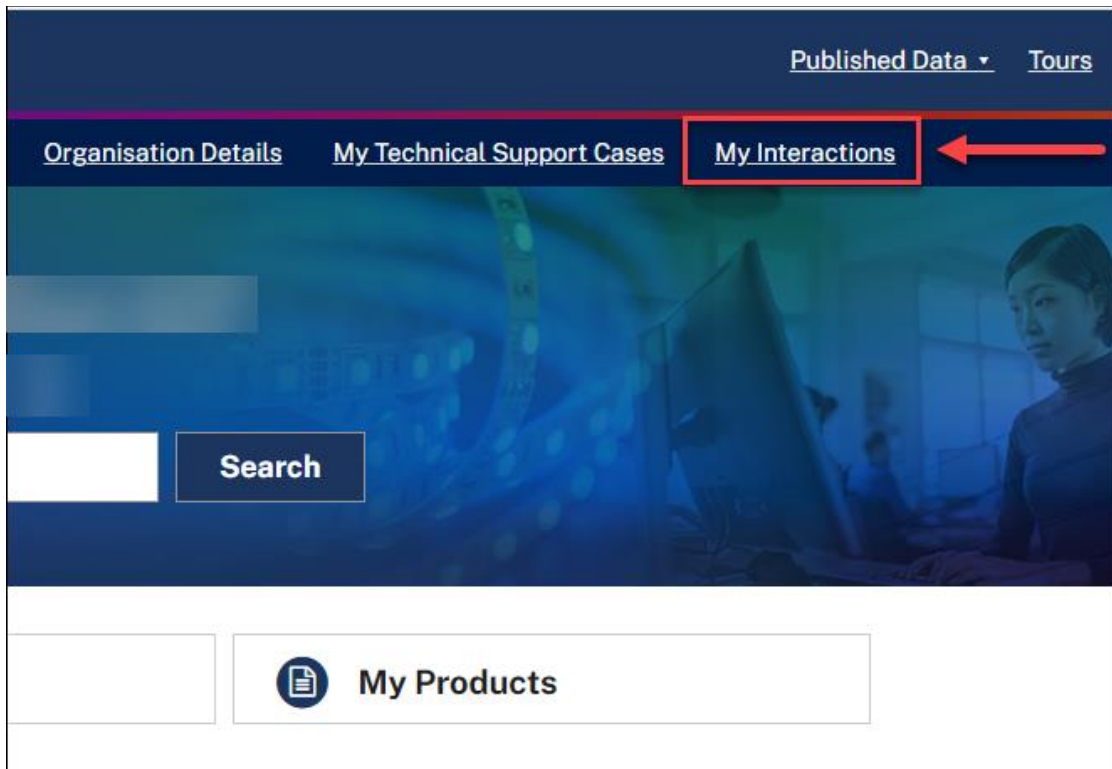 Published Data ▾ Tours
Organisation Details My Technical Support Cases My Interactions
Search
My Products